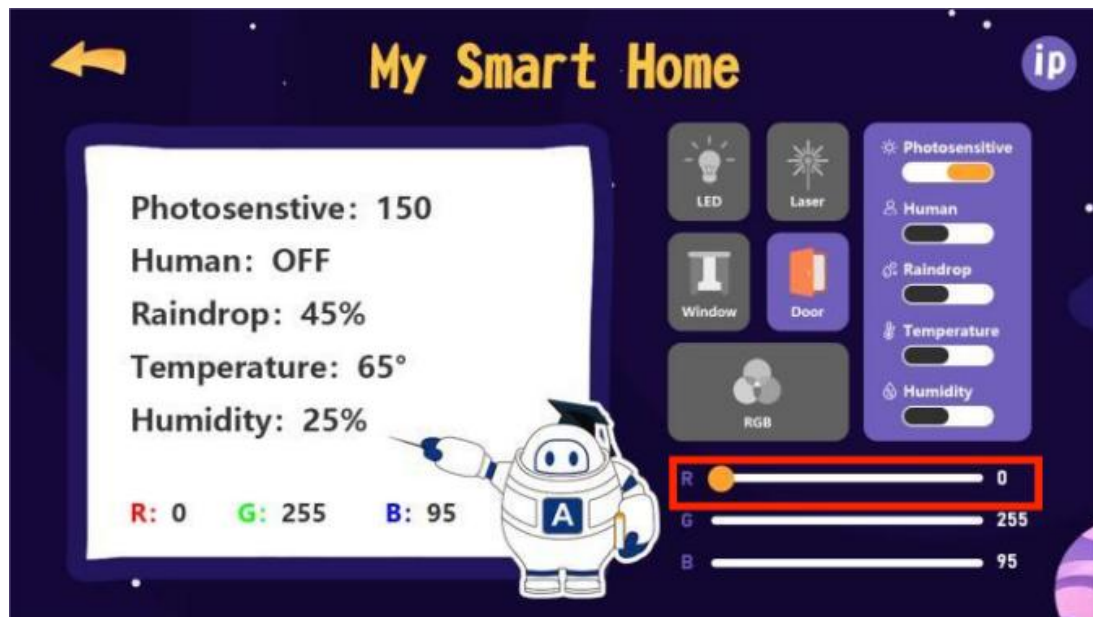 My Smart Home
ip
Photosenstive: 150
Human: OFF
Raindrop: 45%
Temperature: 65°
Humidity: 25%
R: 0 G: 255 B: 95
A
LED
Laser
Window
Door
RGB
Photosensitive
Human
Raindrop
Temperature
Humidity
R 0
G 255
B 95